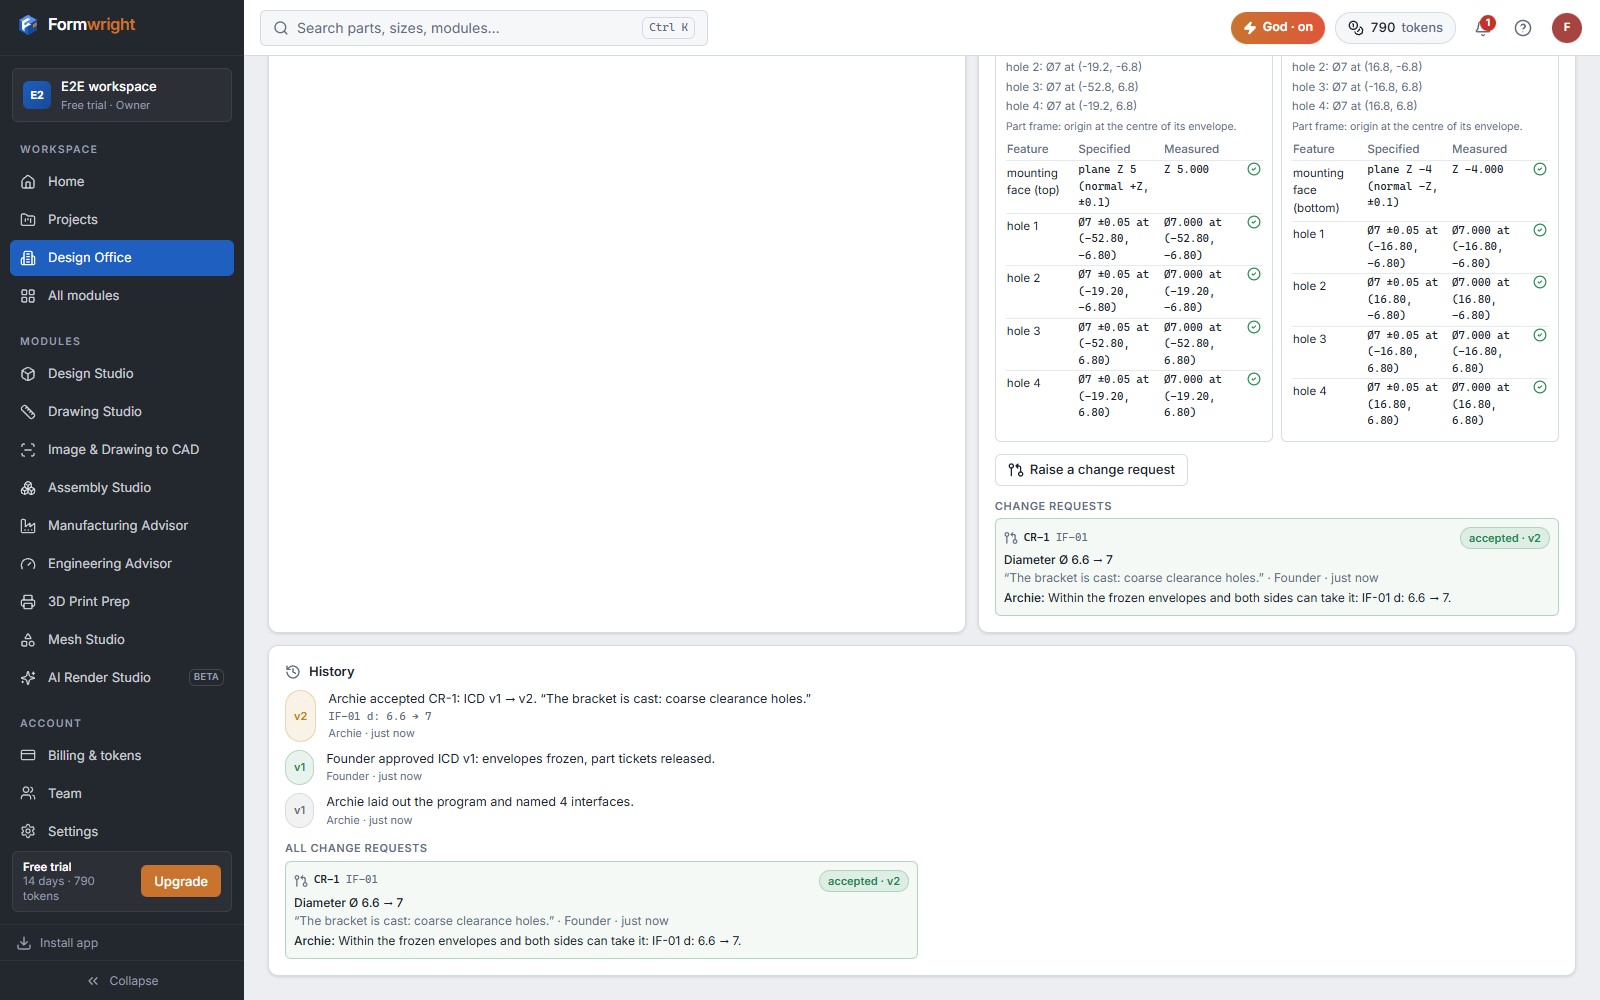 Formwright
Search parts, sizes, modules...
Ctrl K
God · on
790 tokens
1
F
E2
E2E workspace
Free trial · Owner
WORKSPACE
Home
Projects
Design Office
All modules
MODULES
Design Studio
Drawing Studio
Image & Drawing to CAD
Assembly Studio
Manufacturing Advisor
Engineering Advisor
3D Print Prep
Mesh Studio
AI Render Studio
BETA
ACCOUNT
Billing & tokens
Team
Settings
Free trial
14 days · 790
tokens
Upgrade
Install app
Collapse
hole 2: Ø7 at (-19.2, -6.8)
hole 3: Ø7 at (-52.8, 6.8)
hole 4: Ø7 at (-19.2, 6.8)
Part frame: origin at the centre of its envelope.
Feature Specified Measured
mounting
face (top)
plane Z 5
(normal +Z,
±0.1)
Z 5.000
hole 1
Ø7 ±0.05 at
(−52.80,
−6.80)
Ø7.000 at
(−52.80,
−6.80)
hole 2
Ø7 ±0.05 at
(−19.20,
−6.80)
Ø7.000 at
(−19.20,
−6.80)
hole 3
Ø7 ±0.05 at
(−52.80,
6.80)
Ø7.000 at
(−52.80,
6.80)
hole 4
Ø7 ±0.05 at
(−19.20,
6.80)
Ø7.000 at
(−19.20,
6.80)
hole 2: Ø7 at (16.8, -6.8)
hole 3: Ø7 at (-16.8, 6.8)
hole 4: Ø7 at (16.8, 6.8)
Part frame: origin at the centre of its envelope.
Feature Specified Measured
mounting
face
(bottom)
plane Z −4
(normal −Z,
±0.1)
Z −4.000
hole 1
Ø7 ±0.05 at
(−16.80,
−6.80)
Ø7.000 at
(−16.80,
−6.80)
hole 2
Ø7 ±0.05 at
(16.80,
−6.80)
Ø7.000 at
(16.80,
−6.80)
hole 3
Ø7 ±0.05 at
(−16.80,
6.80)
Ø7.000 at
(−16.80,
6.80)
hole 4
Ø7 ±0.05 at
(16.80,
6.80)
Ø7.000 at
(16.80,
6.80)
Raise a change request
CHANGE REQUESTS
CR−1 IF−01
accepted · v2
Diameter Ø 6.6 → 7
“The bracket is cast: coarse clearance holes.” · Founder · just now
Archie: Within the frozen envelopes and both sides can take it: IF-01 d: 6.6 → 7.
History
v2
Archie accepted CR-1: ICD v1 → v2. “The bracket is cast: coarse clearance holes.”
IF−01 d: 6.6 → 7
Archie · just now
v1
Founder approved ICD v1: envelopes frozen, part tickets released.
Founder · just now
v1
Archie laid out the program and named 4 interfaces.
Archie · just now
ALL CHANGE REQUESTS
CR−1 IF−01
accepted · v2
Diameter Ø 6.6 → 7
“The bracket is cast: coarse clearance holes.” · Founder · just now
Archie: Within the frozen envelopes and both sides can take it: IF-01 d: 6.6 → 7.